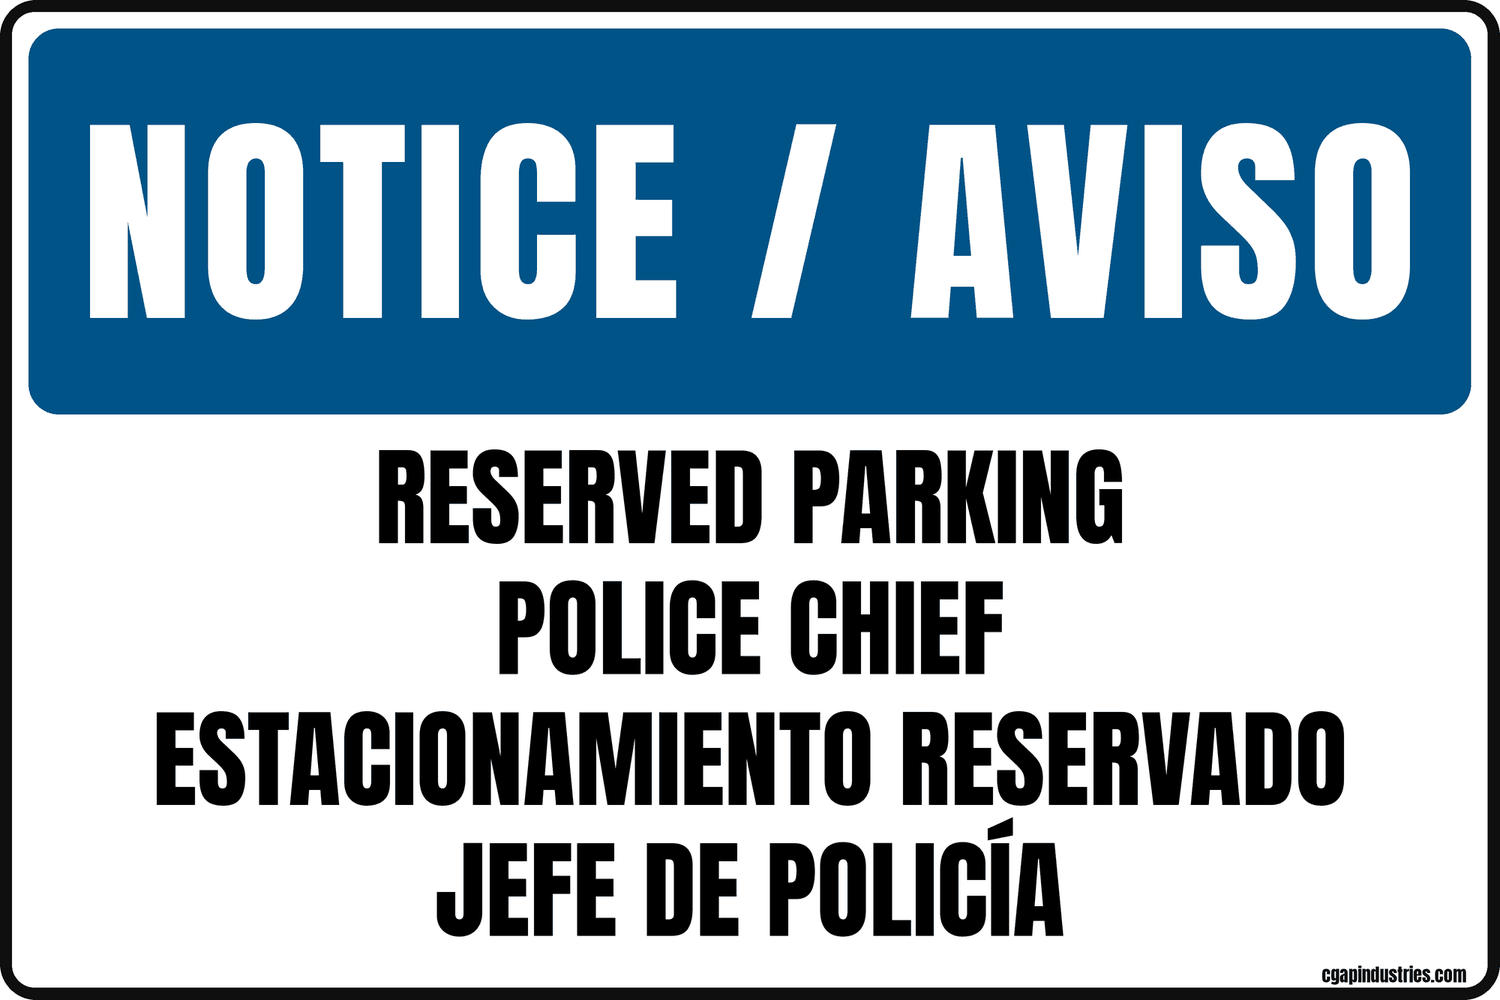 NOTICE / AVISO
RESERVED PARKING
POLICE CHIEF
ESTACIONAMIENTO RESERVADO
JEFE DE POLICÍA
cgapindustries.com